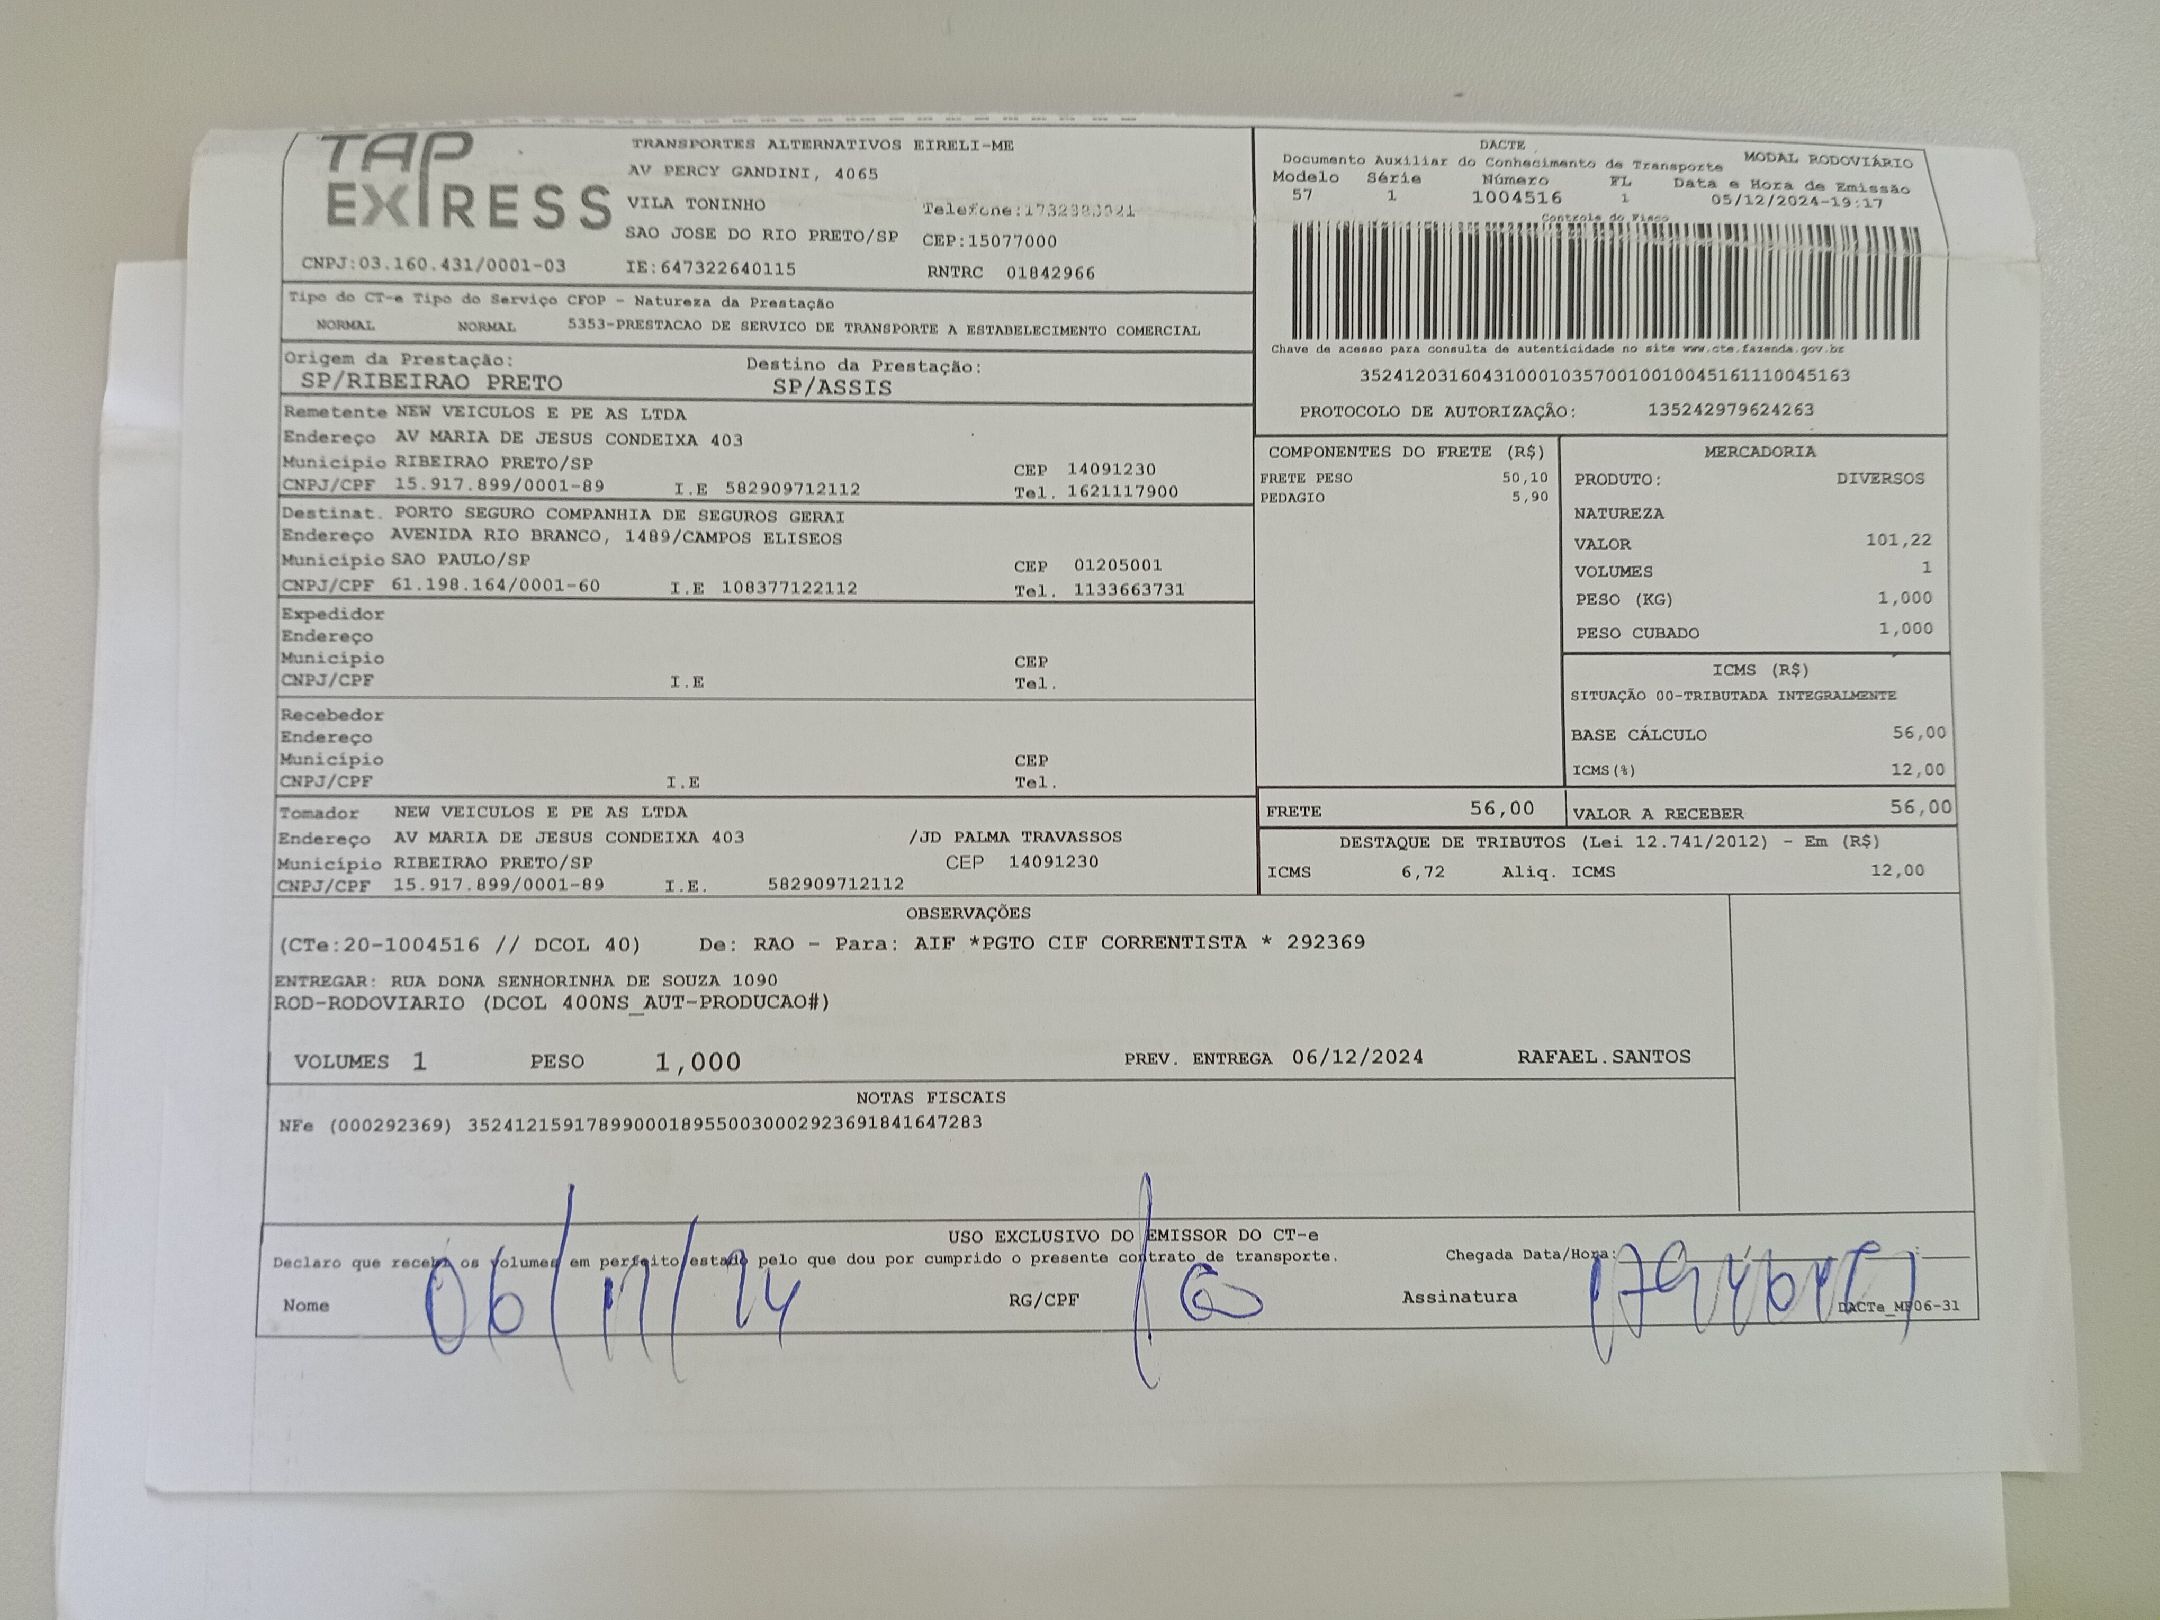 TAP EXPRESS
TRANSPORTES ALTERNATIVOS EIRELI-ME
AV PERCY GANDINI, 4065
VILA TONINHO
SAO JOSE DO RIO PRETO/SP CEP:15077000
CNPJ:03.160.431/0001-03 IE:647322640115 RNTRC 01842966
DACTE
Documento Auxiliar do Conhecimento de Transporte MODAL RODOVIÁRIO
Modelo Série Número FL Data e Hora de Emissão
57 1 1004516 1 05/12/2024-19:17
Controle do Fisco
Chave de acesso para consulta de autenticidade no site www.cte.fazenda.gov.br
35241203160431000103570010010045161110045163
PROTOCOLO DE AUTORIZAÇÃO: 135242979624263
Tipo do CT-e Tipo do Serviço CFOP - Natureza da Prestação
NORMAL NORMAL 5353-PRESTACAO DE SERVICO DE TRANSPORTE A ESTABELECIMENTO COMERCIAL
Origem da Prestação: Destino da Prestação:
SP/RIBEIRAO PRETO SP/ASSIS
Remetente NEW VEICULOS E PE AS LTDA
Endereço AV MARIA DE JESUS CONDEIXA 403
Município RIBEIRAO PRETO/SP CEP 14091230
CNPJ/CPF 15.917.899/0001-89 I.E 582909712112 Tel. 1621117900
Destinat. PORTO SEGURO COMPANHIA DE SEGUROS GERAI
Endereço AVENIDA RIO BRANCO, 1489/CAMPOS ELISEOS
Município SAO PAULO/SP CEP 01205001
CNPJ/CPF 61.198.164/0001-60 I.E 108377122112 Tel. 1133663731
Expedidor
Endereço
Município CEP
CNPJ/CPF I.E Tel.
Recebedor
Endereço
Município CEP
CNPJ/CPF I.E Tel.
Tomador NEW VEICULOS E PE AS LTDA
Endereço AV MARIA DE JESUS CONDEIXA 403 /JD PALMA TRAVASSOS
Município RIBEIRAO PRETO/SP CEP 14091230
CNPJ/CPF 15.917.899/0001-89 I.E. 582909712112
COMPONENTES DO FRETE (R$)
FRETE PESO 50,10
PEDAGIO 5,90
MERCADORIA
PRODUTO: DIVERSOS
NATUREZA
VALOR 101,22
VOLUMES 1
PESO (KG) 1,000
PESO CUBADO 1,000
ICMS (R$)
SITUAÇÃO 00-TRIBUTADA INTEGRALMENTE
BASE CÁLCULO 56,00
ICMS(%) 12,00
FRETE 56,00 VALOR A RECEBER 56,00
DESTAQUE DE TRIBUTOS (Lei 12.741/2012) - Em (R$)
ICMS 6,72 Aliq. ICMS 12,00
OBSERVAÇÕES
(CTe:20-1004516 // DCOL 40) De: RAO - Para: AIF *PGTO CIF CORRENTISTA * 292369
ENTREGAR: RUA DONA SENHORINHA DE SOUZA 1090
ROD-RODOVIARIO (DCOL 400NS_AUT-PRODUCAO#)
VOLUMES 1 PESO 1,000 PREV. ENTREGA 06/12/2024 RAFAEL.SANTOS
NOTAS FISCAIS
NFe (000292369) 35241215917899000189550030002923691841647283
USO EXCLUSIVO DO EMISSOR DO CT-e
Declaro que recebi os volumes em perfeito estado pelo que dou por cumprido o presente contrato de transporte. Chegada Data/Hora:
Nome RG/CPF Assinatura
DACTe_MP06-31